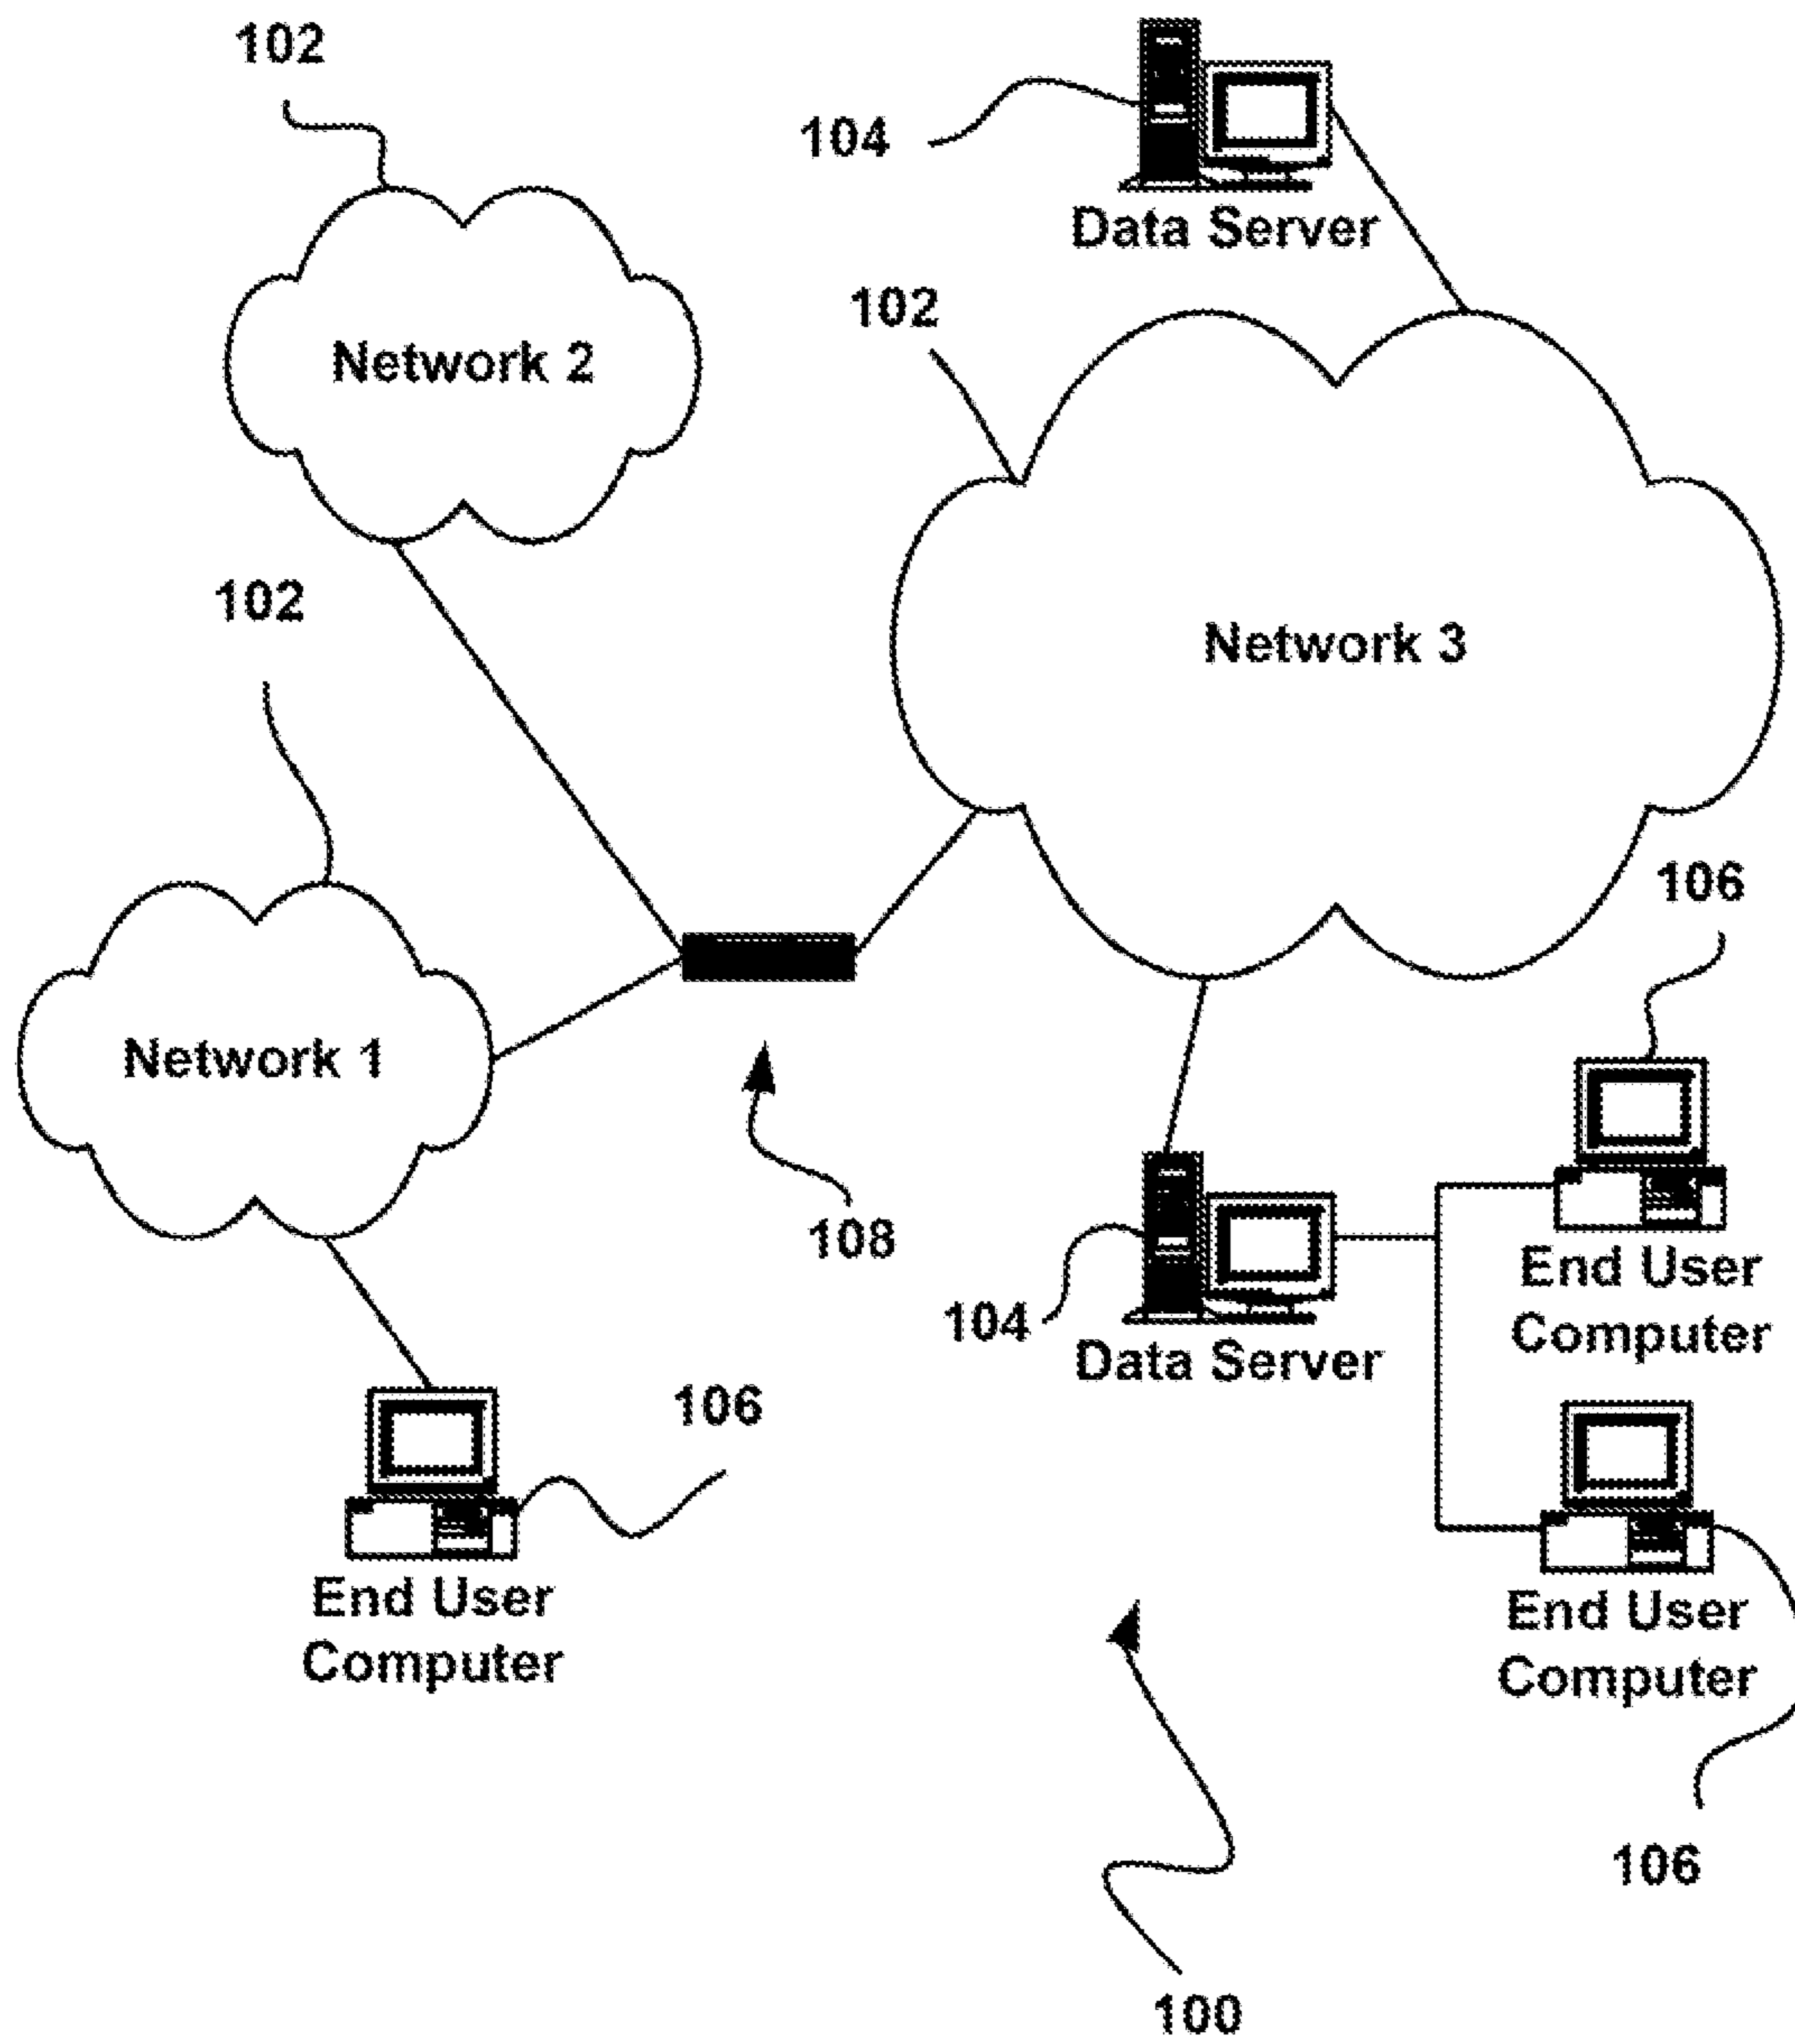 102
104
Data Server
102
Network 2
102
Network 3
106
Network 1
108
104
Data Server
End User
Computer
106
End User
Computer
End User
Computer
106
100